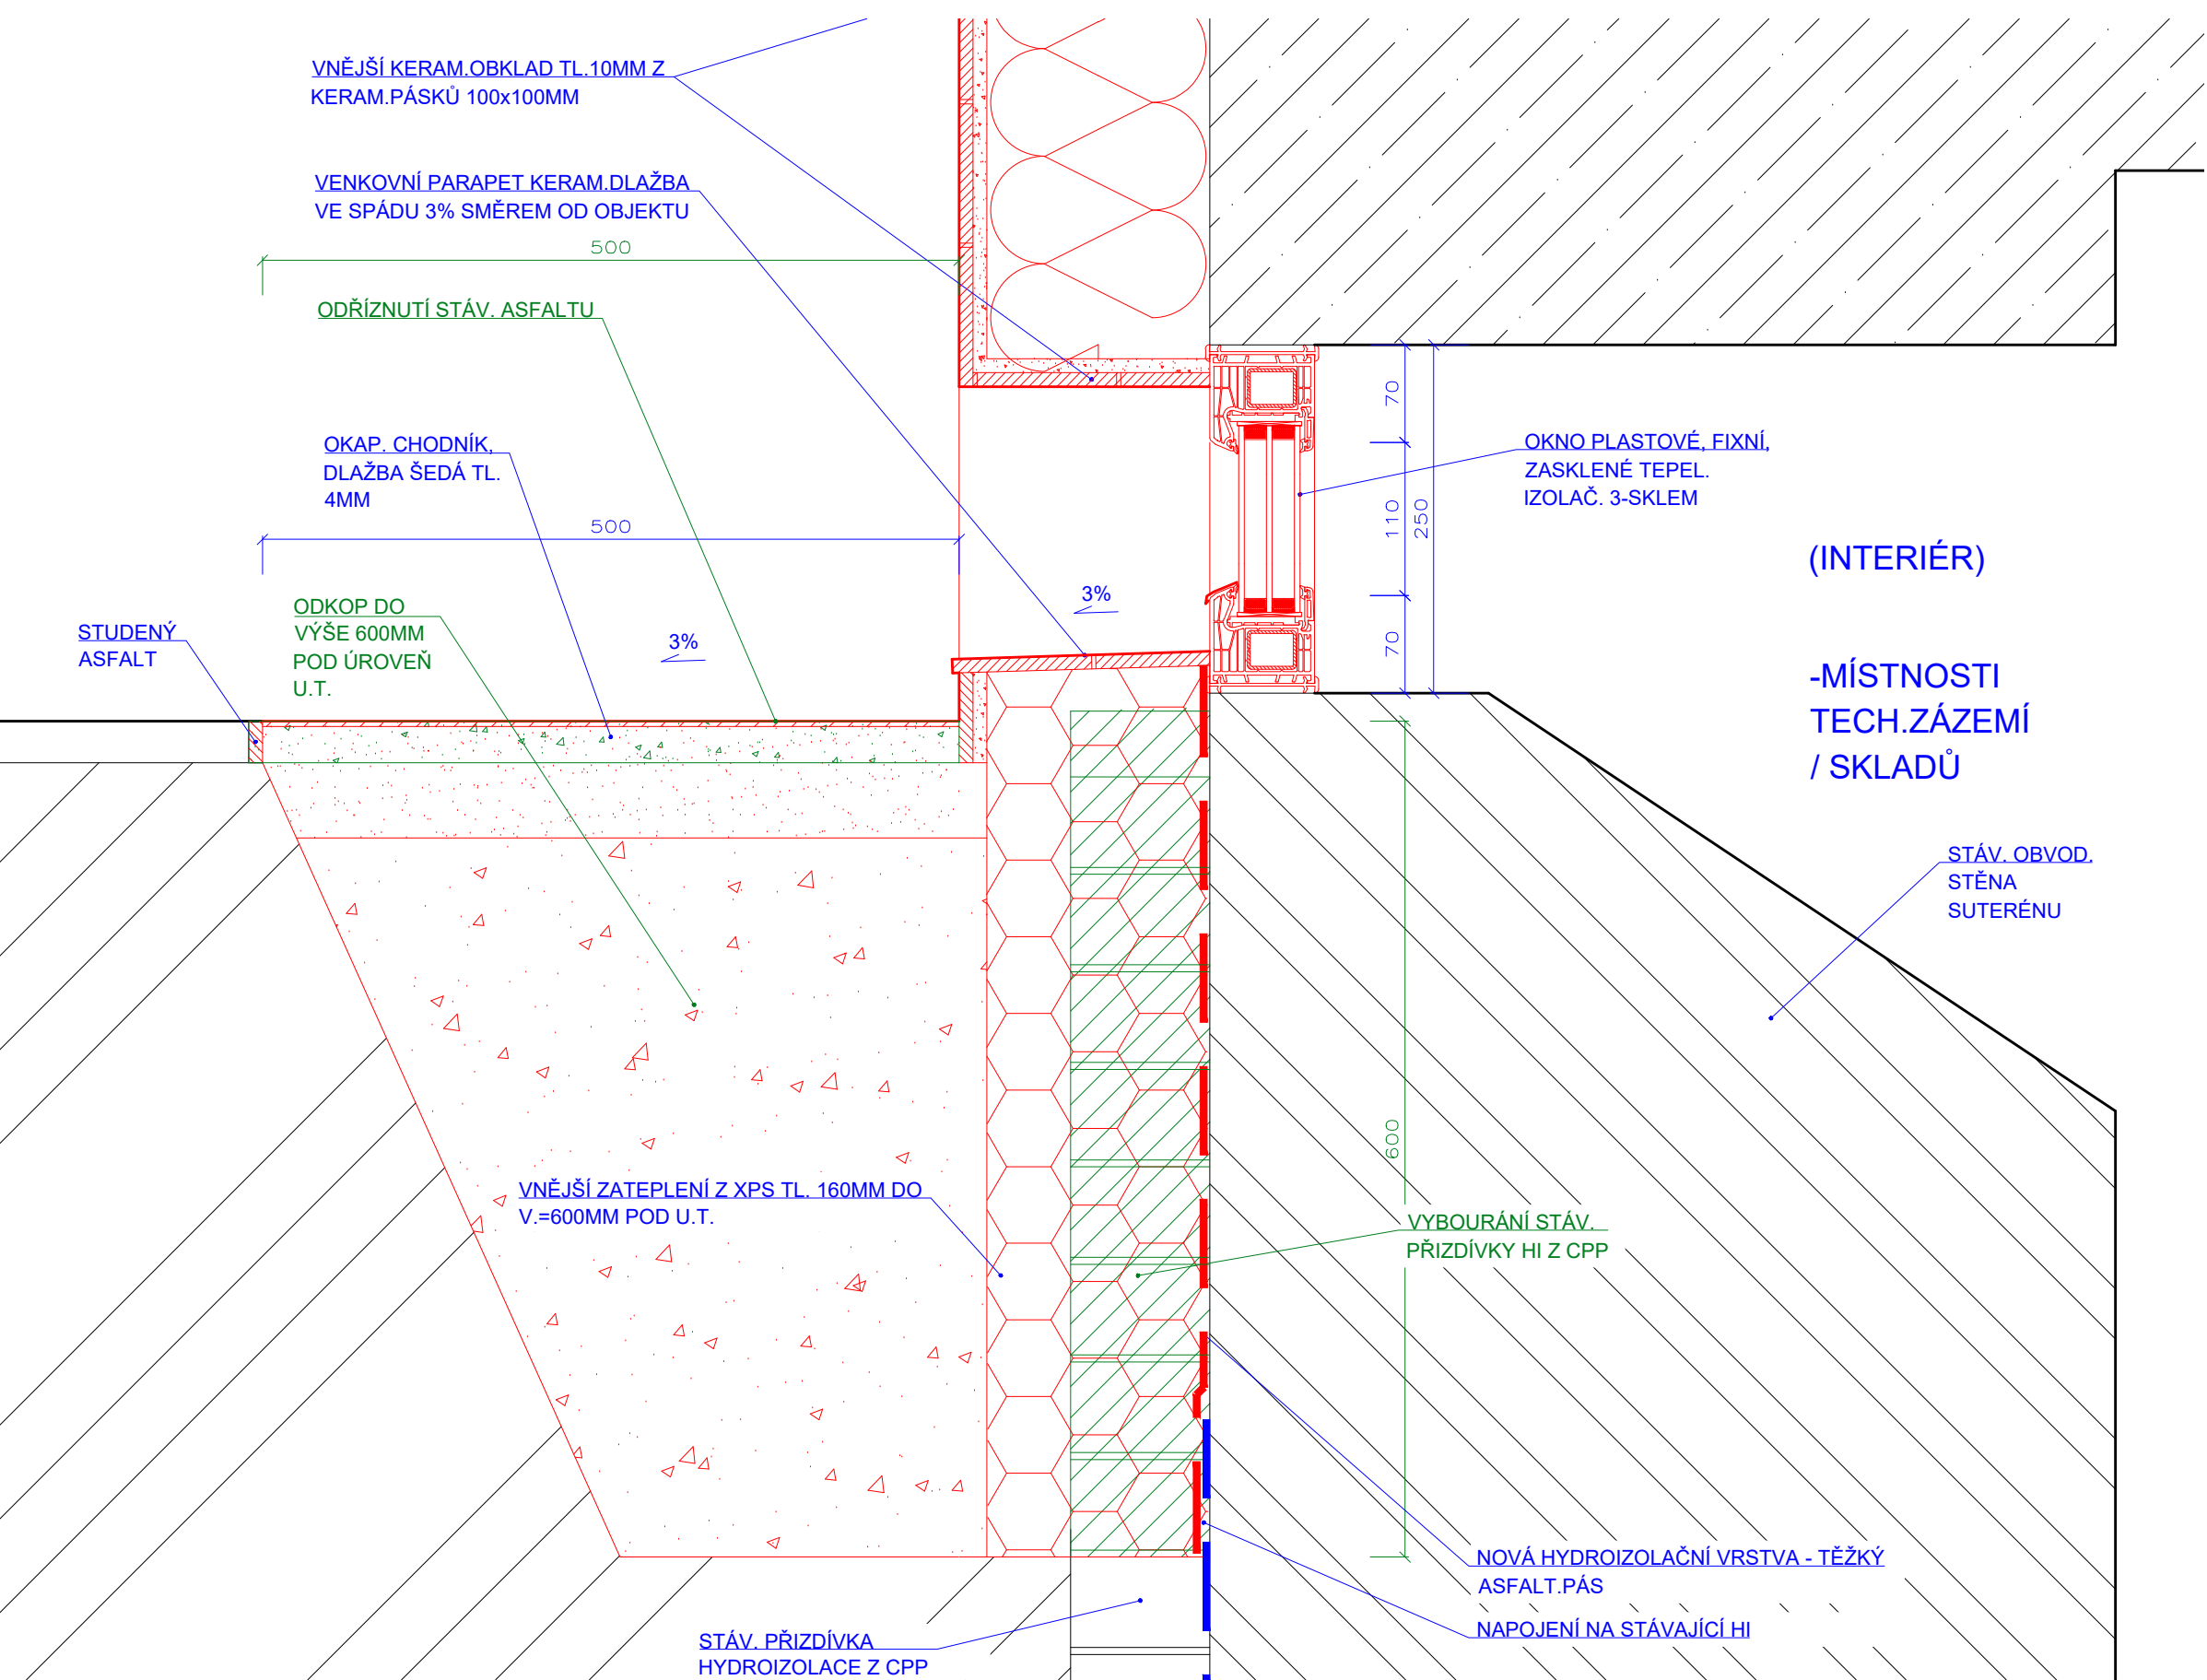 VNĚJŠÍ KERAM.OBKLAD TL.10MM Z
KERAM.PÁSKŮ 100x100MM
VENKOVNÍ PARAPET KERAM.DLAŽBA
VE SPÁDU 3% SMĚREM OD OBJEKTU
500
ODŘÍZNUTÍ STÁV. ASFALTU
OKAP. CHODNÍK,
DLAŽBA ŠEDÁ TL.
4MM
500
ODKOP DO
VÝŠE 600MM
POD ÚROVEŇ
U.T.
STUDENÝ
ASFALT
3%
3%
70
110
70
250
OKNO PLASTOVÉ, FIXNÍ,
ZASKLENÉ TEPEL.
IZOLAČ. 3-SKLEM
(INTERIÉR)
-MÍSTNOSTI
TECH.ZÁZEMÍ
/ SKLADŮ
STÁV. OBVOD.
STĚNA
SUTERÉNU
600
VNĚJŠÍ ZATEPLENÍ Z XPS TL. 160MM DO
V.=600MM POD U.T.
VYBOURÁNÍ STÁV.
PŘIZDÍVKY HI Z CPP
NOVÁ HYDROIZOLAČNÍ VRSTVA - TĚŽKÝ
ASFALT.PÁS
NAPOJENÍ NA STÁVAJÍCÍ HI
STÁV. PŘIZDÍVKA
HYDROIZOLACE Z CPP